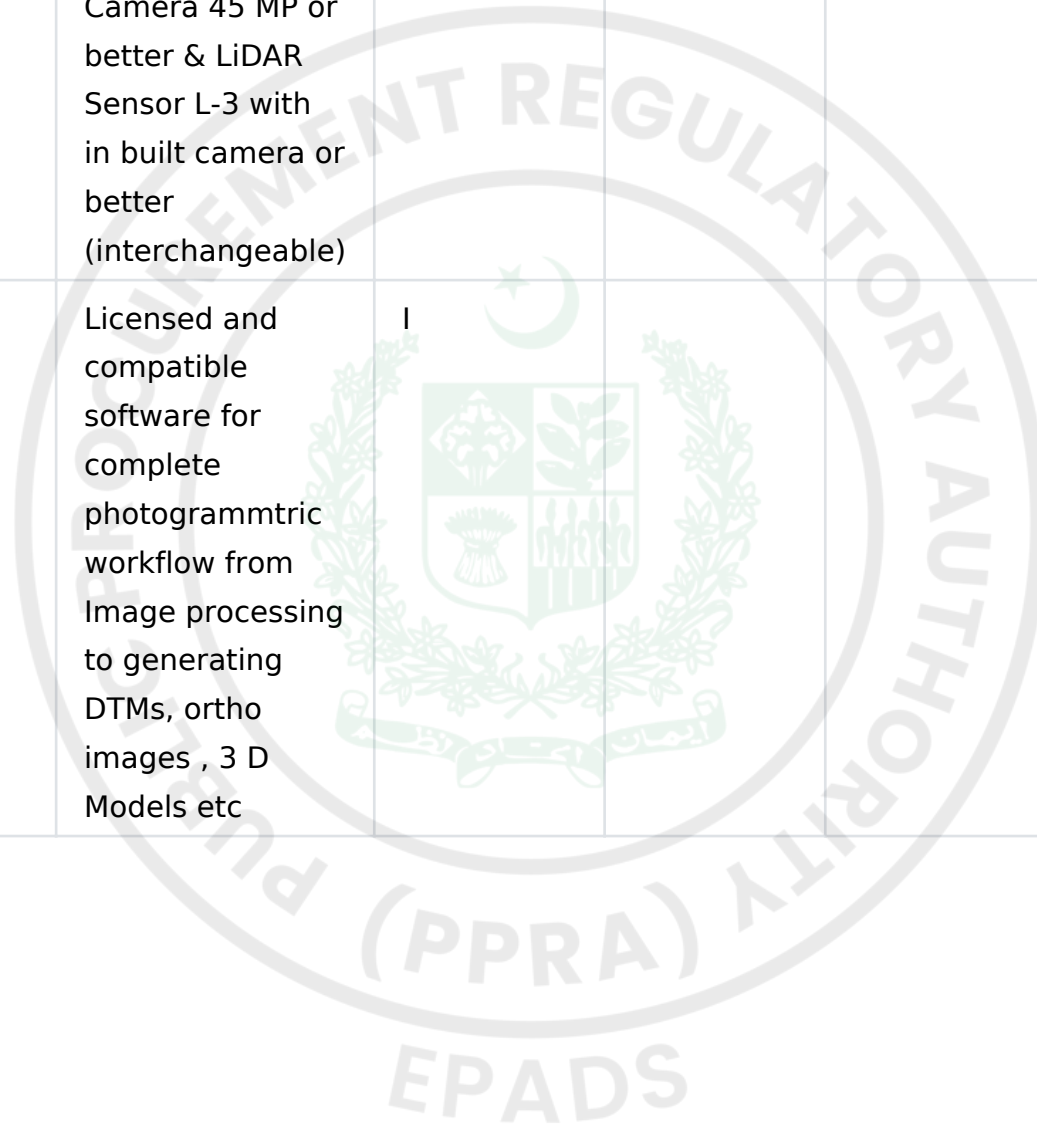 Camera 45 MP or
better & LiDAR
Sensor L-3 with
in built camera or
better
(interchangeable)
Licensed and
I
compatible
software for
complete
photogrammtric
workflow from
Image processing
to generating
DTMs, ortho
images , 3 D
Models etc
PUBLIC PROCUREMENT REGULATORY AUTHORITY
(PPRA)
EPADS